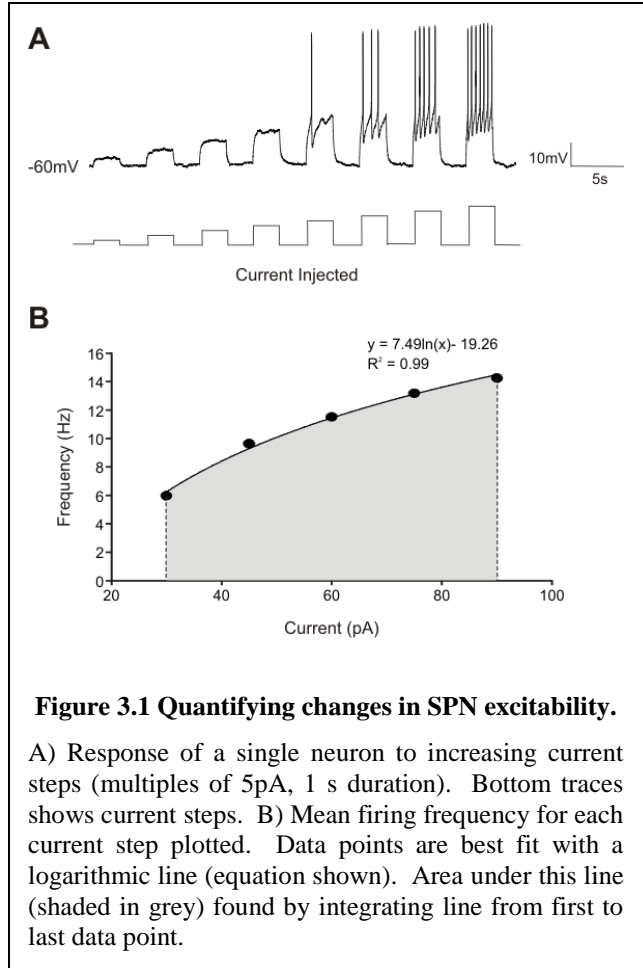 A
-60mV
10mV
5s
Current Injected
B
y = 7.49ln(x)- 19.26
R² = 0.99
16
14
12
10
8
6
4
2
0
Frequency (Hz)
20 40 60 80 100
Current (pA)
Figure 3.1 Quantifying changes in SPN excitability.
A) Response of a single neuron to increasing current
steps (multiples of 5pA, 1 s duration). Bottom traces
shows current steps. B) Mean firing frequency for each
current step plotted. Data points are best fit with a
logarithmic line (equation shown). Area under this line
(shaded in grey) found by integrating line from first to
last data point.